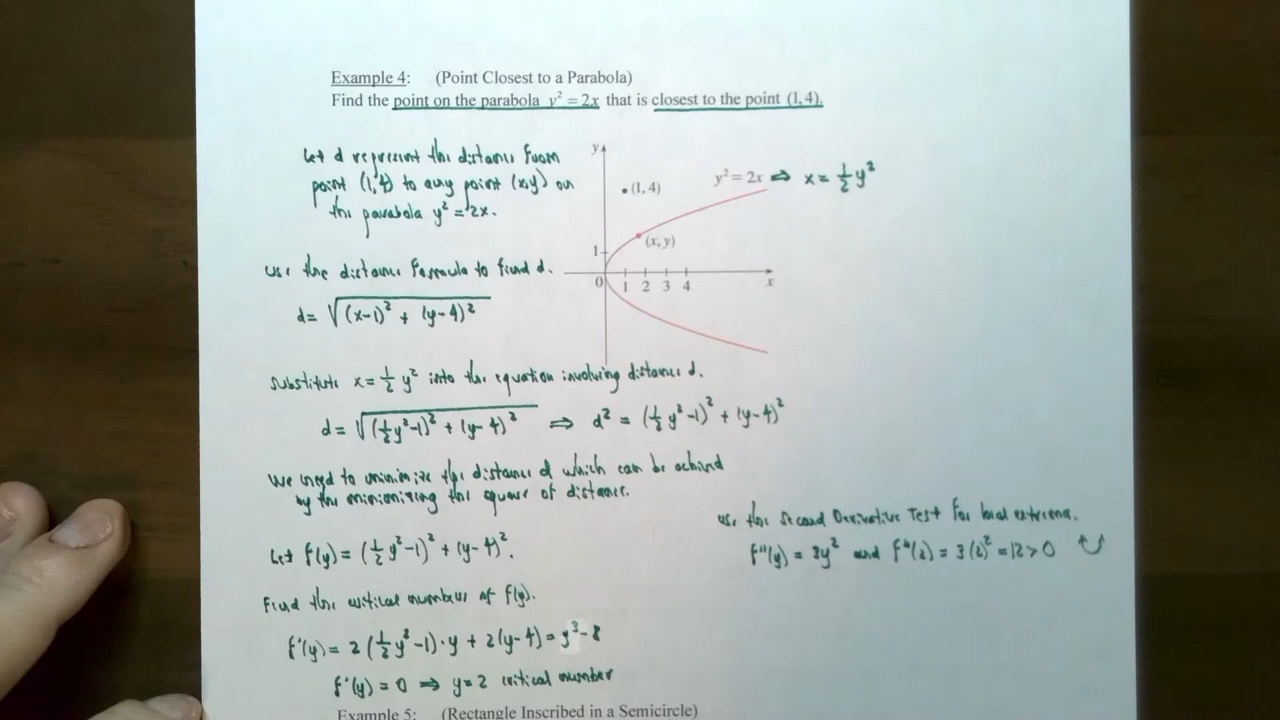 Example 4: (Point Closest to a Parabola)
Find the point on the parabola y² = 2x that is closest to the point (1, 4).
Let d represent the distance from
point (1,4) to any point (x,y) on
the parabola y² = 2x.
y
(1, 4)
y² = 2x ⇒ x = ½y²
(x, y)
1
0 1 2 3 4 x
Use the distance formula to find d.
d = √((x-1)² + (y-4)²)
Substitute x = ½y² into the equation involving distance d.
d = √((½y²-1)² + (y-4)²) ⇒ d² = (½y²-1)² + (y-4)²
We need to minimize the distance d which can be achind
by the minimizing the square of distance.
Let f(y) = (½y²-1)² + (y-4)².
Find the critical numbers of f(y).
f'(y) = 2(½y²-1)·y + 2(y-4) = y³-8
f'(y) = 0 ⇒ y=2 critical number
Use the Second Derivative Test for local extrema.
f''(y) = 3y² and f''(2) = 3(2)² = 12 > 0
Example 5: (Rectangle Inscribed in a Semicircle)